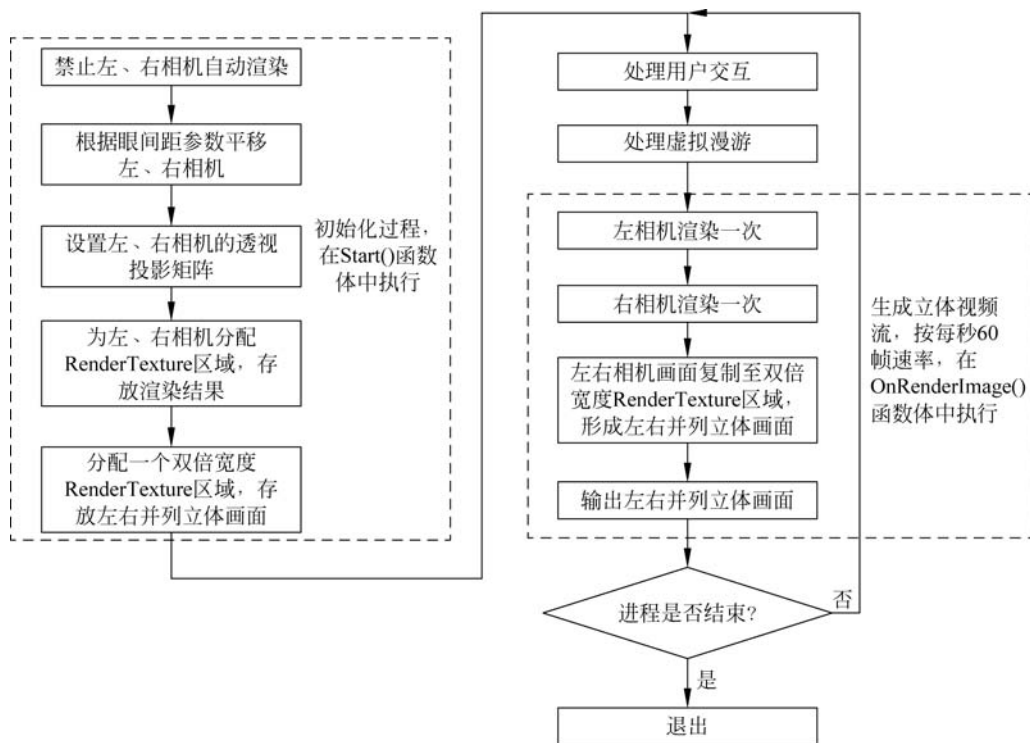 禁止左、右相机自动渲染
根据眼间距参数平移
左、右相机
设置左、右相机的透视
投影矩阵
为左、右相机分配
RenderTexture区域，存
放渲染结果
分配一个双倍宽度
RenderTexture区域，存
放左右并列立体画面
初始化过程，
在Start()函数
体中执行
处理用户交互
处理虚拟漫游
左相机渲染一次
右相机渲染一次
左右相机画面复制至双倍
宽度RenderTexture区域，
形成左右并列立体画面
输出左右并列立体画面
生成立体视频
流，按每秒60
帧速率，在
OnRenderImage()
函数体中执行
进程是否结束?
否
是
退出